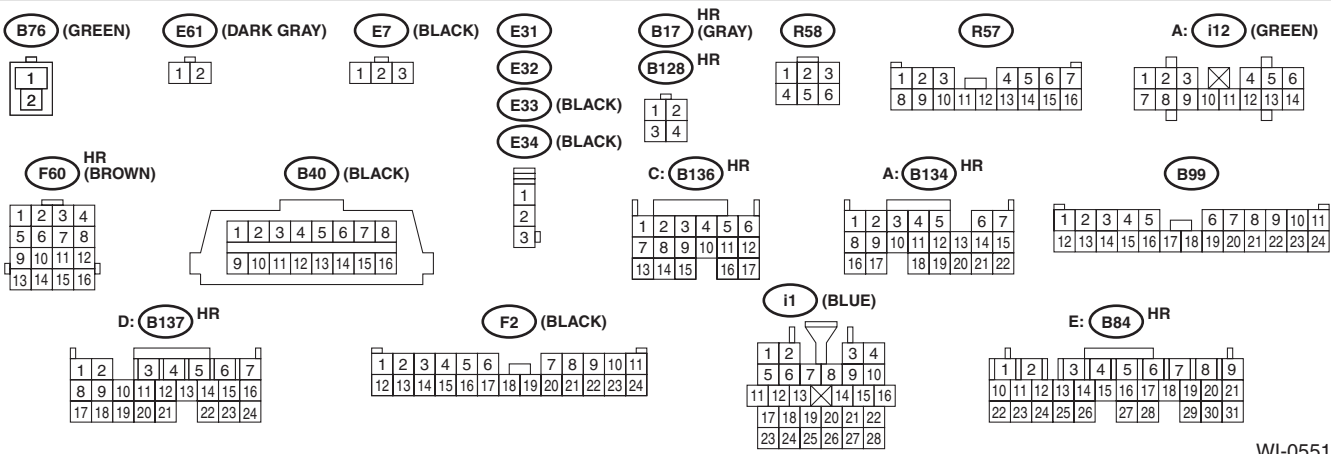 B76 (GREEN)
1
2
E61 (DARK GRAY)
1 2
E7 (BLACK)
1 2 3
E31
E32
E33 (BLACK)
E34 (BLACK)
1
2
3
B17 HR (GRAY)
B128 HR
1 2
3 4
R58
1 2 3
4 5 6
R57
1 2 3 4 5 6 7
8 9 10 11 12 13 14 15 16
A: i12 (GREEN)
1 2 3 4 5 6
7 8 9 10 11 12 13 14
F60 HR (BROWN)
1 2 3 4
5 6 7 8
9 10 11 12
13 14 15 16
B40 (BLACK)
1 2 3 4 5 6 7 8
9 10 11 12 13 14 15 16
C: B136 HR
1 2 3 4 5 6
7 8 9 10 11 12
13 14 15 16 17
A: B134 HR
1 2 3 4 5 6 7
8 9 10 11 12 13 14 15
16 17 18 19 20 21 22
B99
1 2 3 4 5 6 7 8 9 10 11
12 13 14 15 16 17 18 19 20 21 22 23 24
D: B137 HR
1 2 3 4 5 6 7
8 9 10 11 12 13 14 15 16
17 18 19 20 21 22 23 24
F2 (BLACK)
1 2 3 4 5 6 7 8 9 10 11
12 13 14 15 16 17 18 19 20 21 22 23 24
i1 (BLUE)
1 2 3 4
5 6 7 8 9 10
11 12 13 14 15 16
17 18 19 20 21 22
23 24 25 26 27 28
E: B84 HR
1 2 3 4 5 6 7 8 9
10 11 12 13 14 15 16 17 18 19 20 21
22 23 24 25 26 27 28 29 30 31
WI-0551